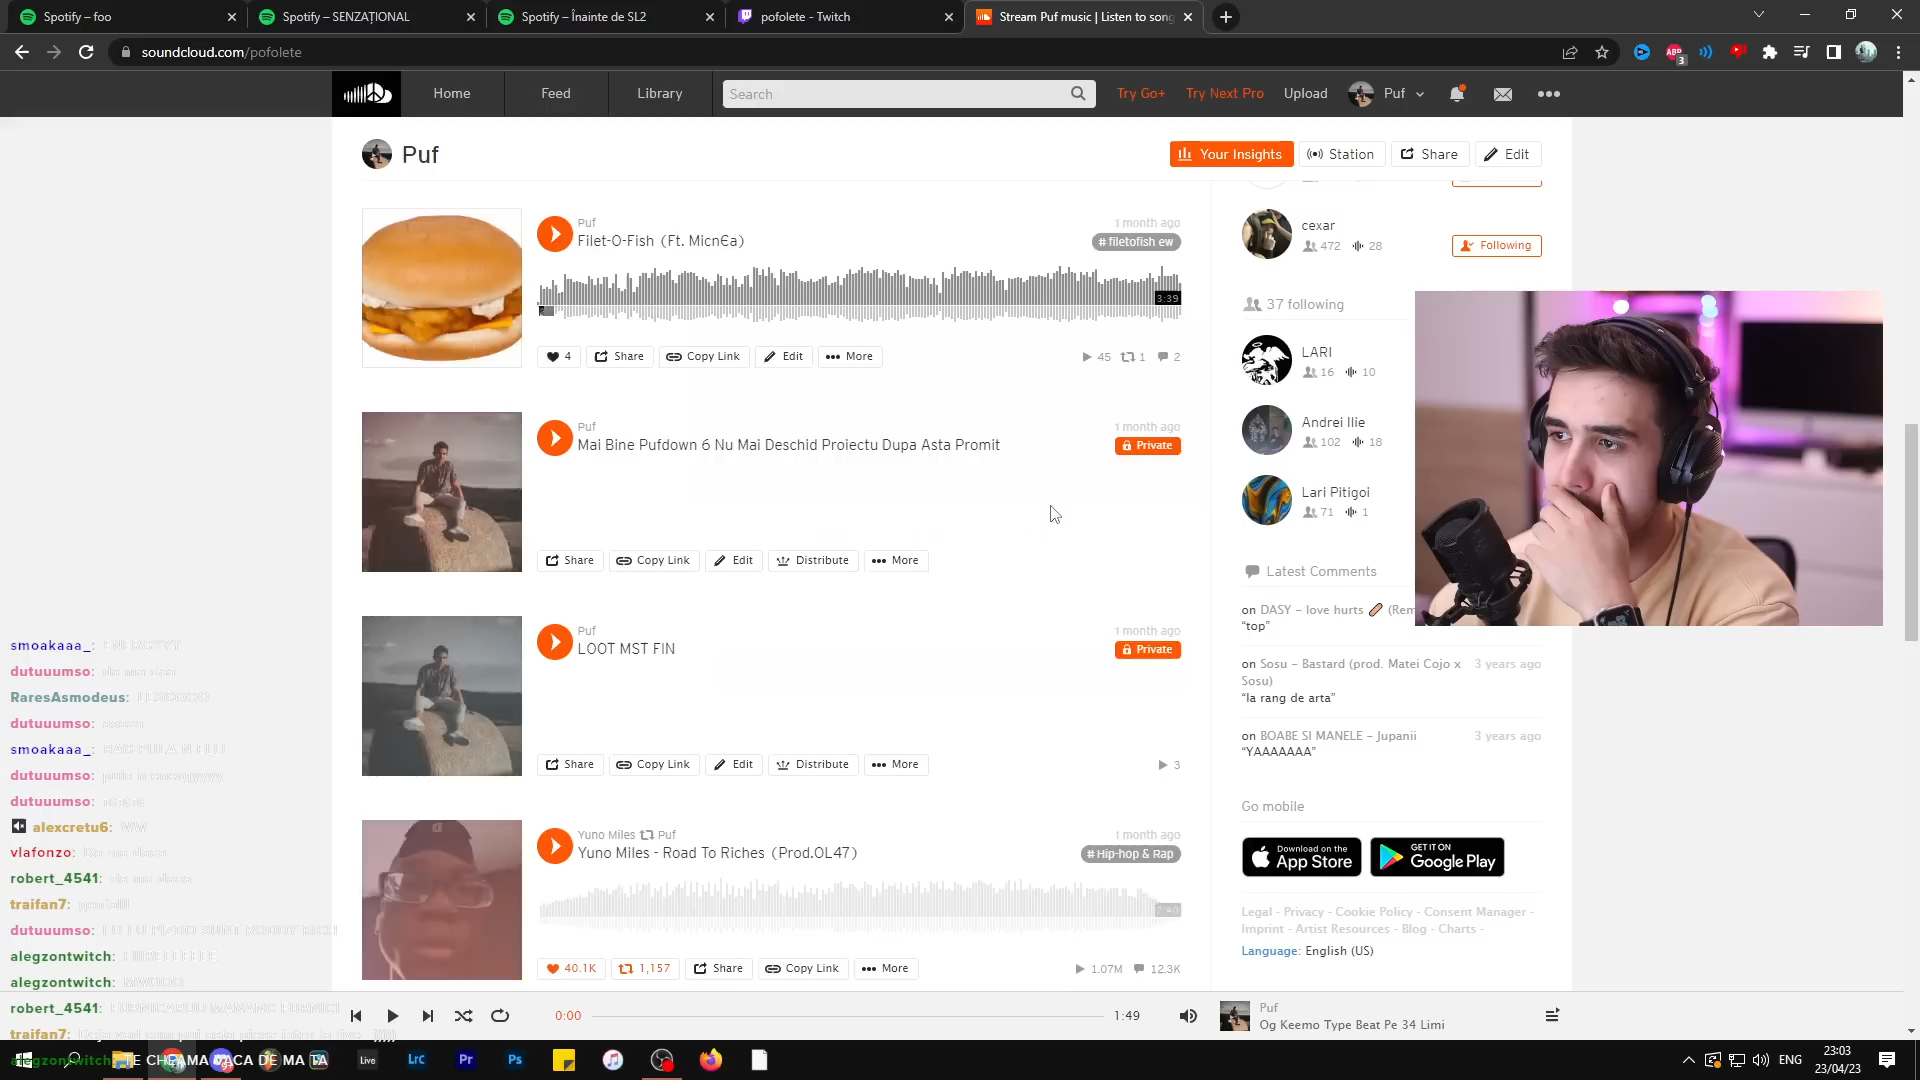 Spotify – foo
Spotify – SENZAȚIONAL
Spotify – Înainte de SL2
pofolete - Twitch
Stream Puf music | Listen to song
soundcloud.com/pofolete
Home
Feed
Library
Search
Try Go+
Try Next Pro
Upload
Puf
Puf
Your Insights
Station
Share
Edit
Puf
1 month ago
Filet-O-Fish (Ft. MicnЄa)
# filetofish ew
3:39
4
Share
Copy Link
Edit
More
45
1
2
Puf
1 month ago
Mai Bine Pufdown 6 Nu Mai Deschid Proiectu Dupa Asta Promit
Private
Share
Copy Link
Edit
Distribute
More
Puf
1 month ago
LOOT MST FIN
Private
Share
Copy Link
Edit
Distribute
More
3
Yuno Miles Puf
1 month ago
Yuno Miles - Road To Riches (Prod.OL47)
# Hip-hop & Rap
2:40
40.1K
1,157
Share
Copy Link
More
1.07M
12.3K
cexar
472 28
Following
37 following
LARI
16 10
Andrei Ilie
102 18
Lari Pitigoi
71 1
Latest Comments
on DASY – love hurts (Rem
“top”
on Sosu – Bastard (prod. Matei Cojo x
3 years ago
Sosu)
“la rang de arta”
on BOABE SI MANELE – Jupanii
3 years ago
“YAAAAAAA”
Go mobile
Download on the
App Store
GET IT ON
Google Play
Legal - Privacy - Cookie Policy - Consent Manager -
Imprint - Artist Resources - Blog - Charts -
Language: English (US)
smoakaaa_:
dutuuumso:
RaresAsmodeus:
dutuuumso:
smoakaaa_:
dutuuumso:
dutuuumso:
alexcretu6: WW
vlafonzo:
robert_4541:
traifan7:
dutuuumso:
alegzontwitch:
alegzontwitch:
robert_4541:
traifan7:
0:00
1:49
Puf
Og Keemo Type Beat Pe 34 Limi
Live
Lrc
Pr
Ps
ENG
23:03
23/04/23